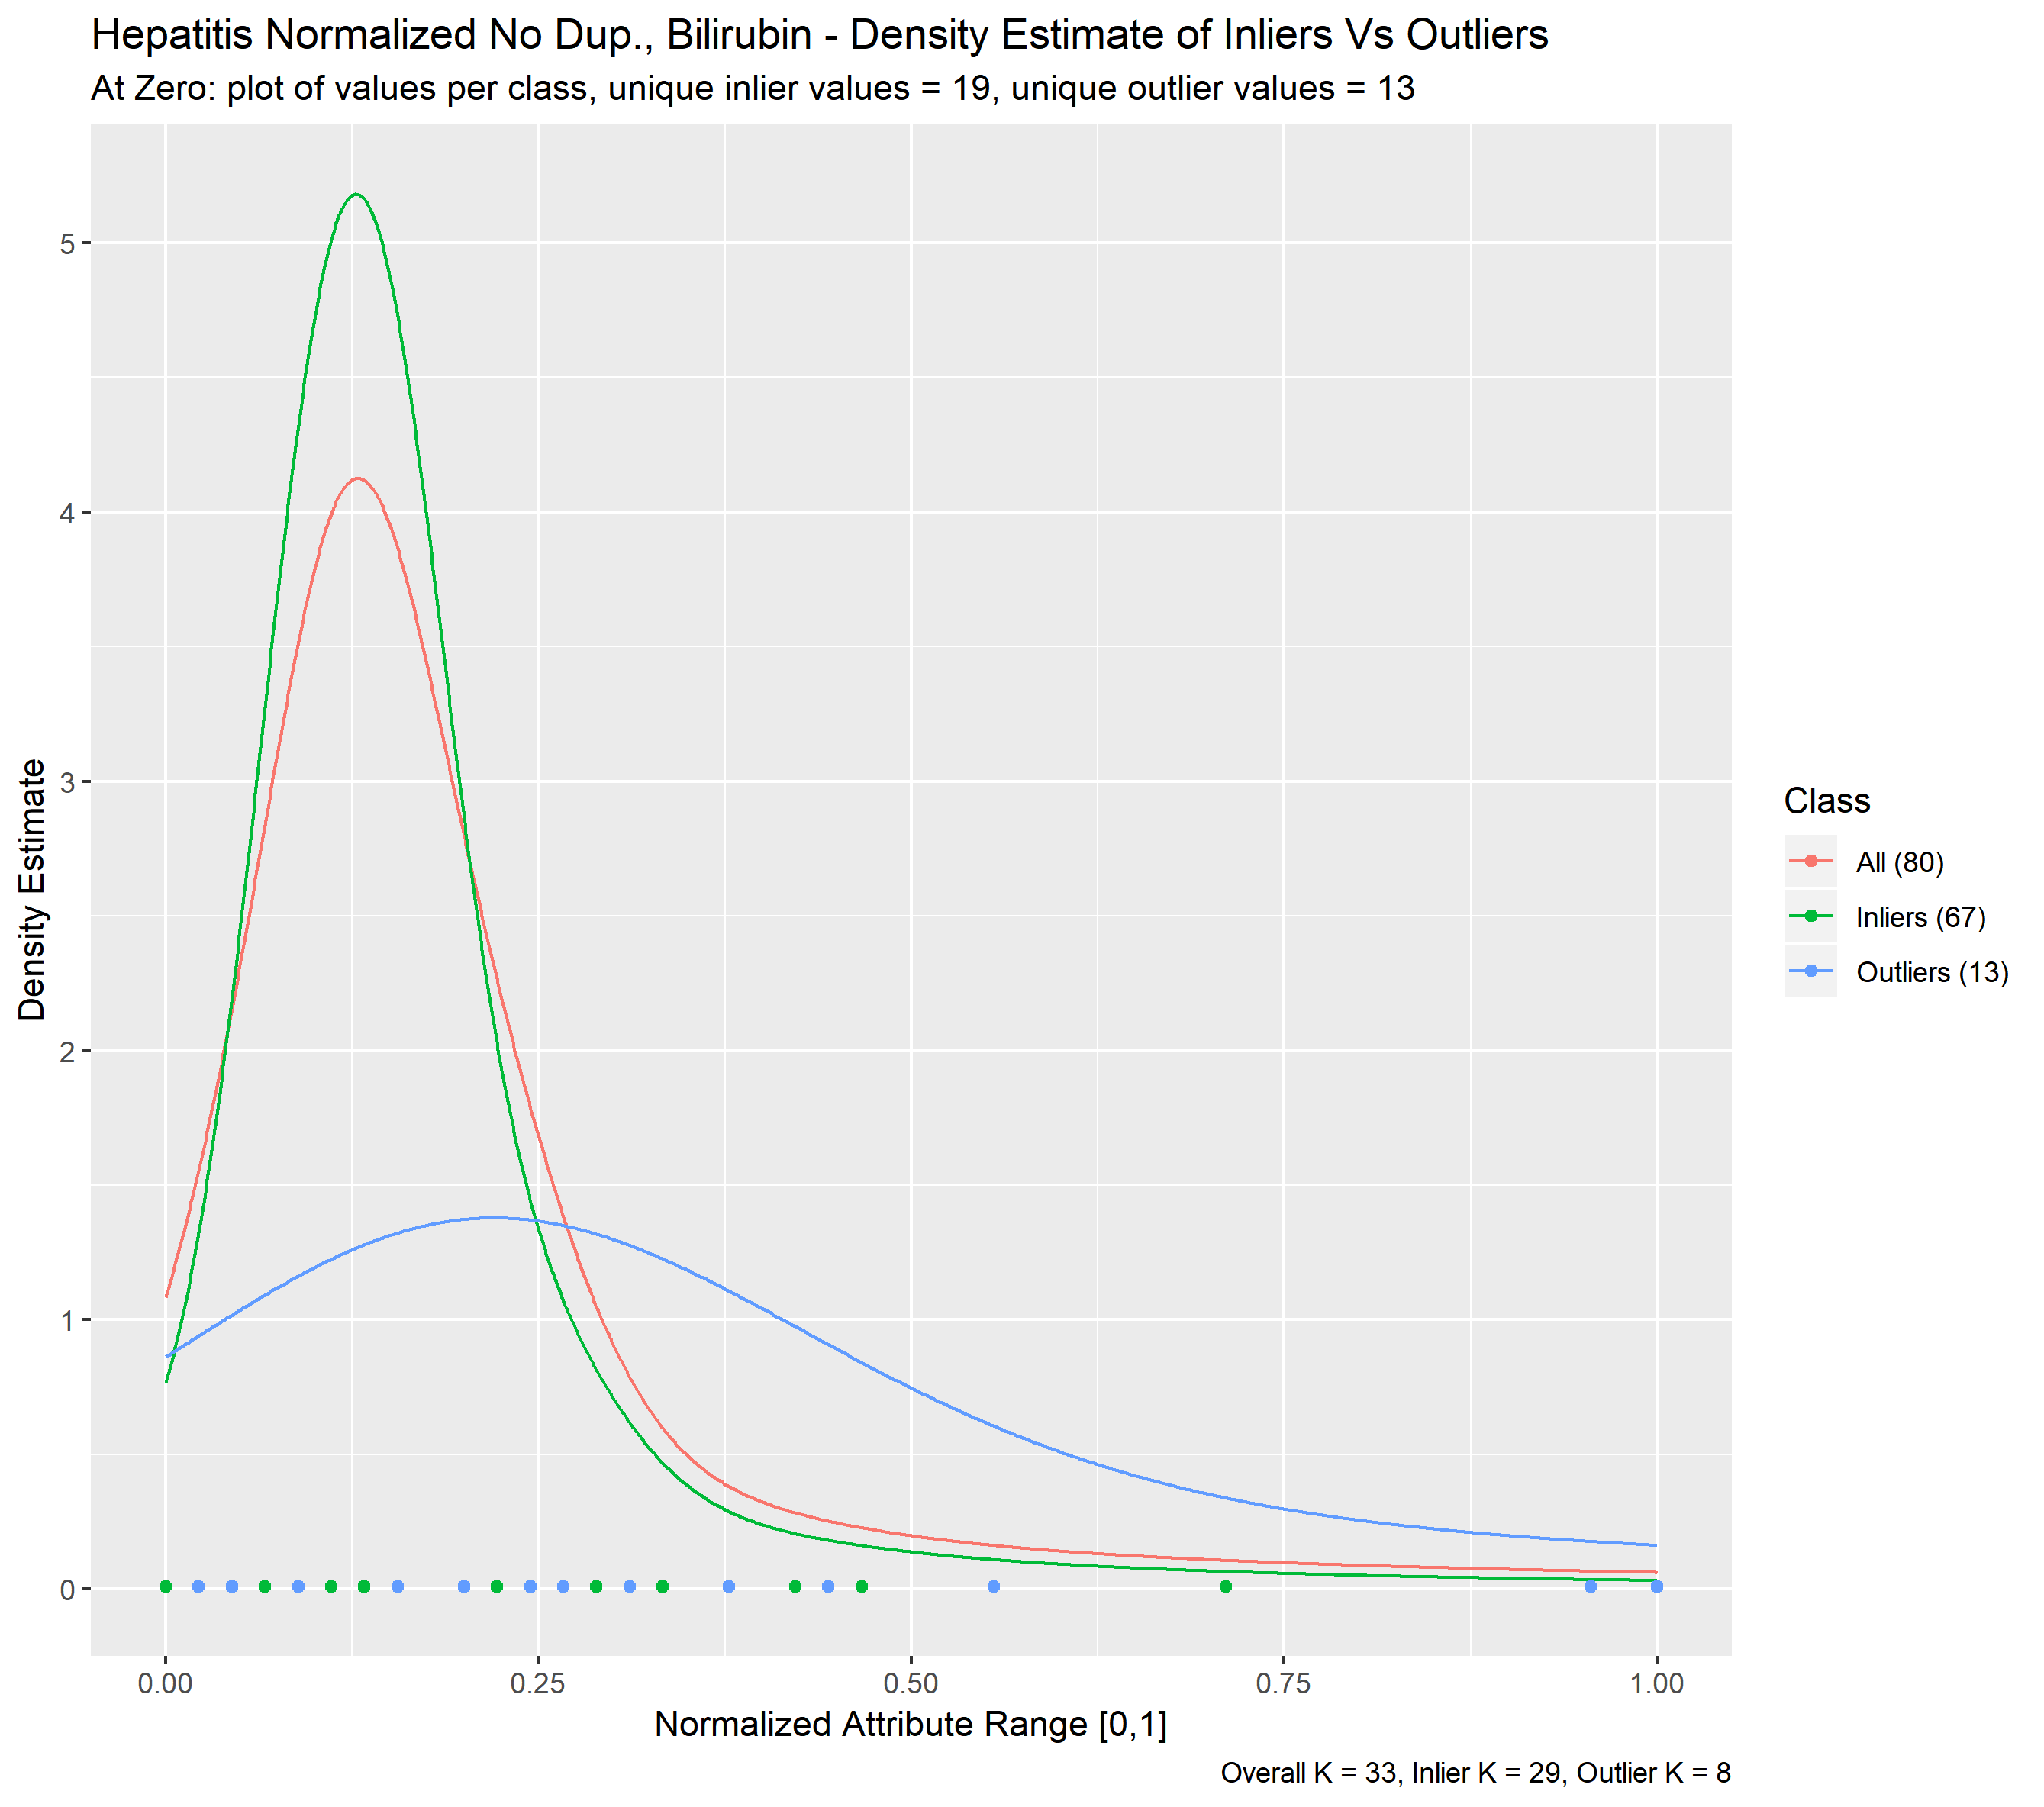 Hepatitis Normalized No Dup., Bilirubin - Density Estimate of Inliers Vs Outliers
At Zero: plot of values per class, unique inlier values = 19, unique outlier values = 13
Density Estimate
5
4
3
2
1
0
0.00
0.25
0.50
0.75
1.00
Normalized Attribute Range [0,1]
Class
All (80)
Inliers (67)
Outliers (13)
Overall K = 33, Inlier K = 29, Outlier K = 8